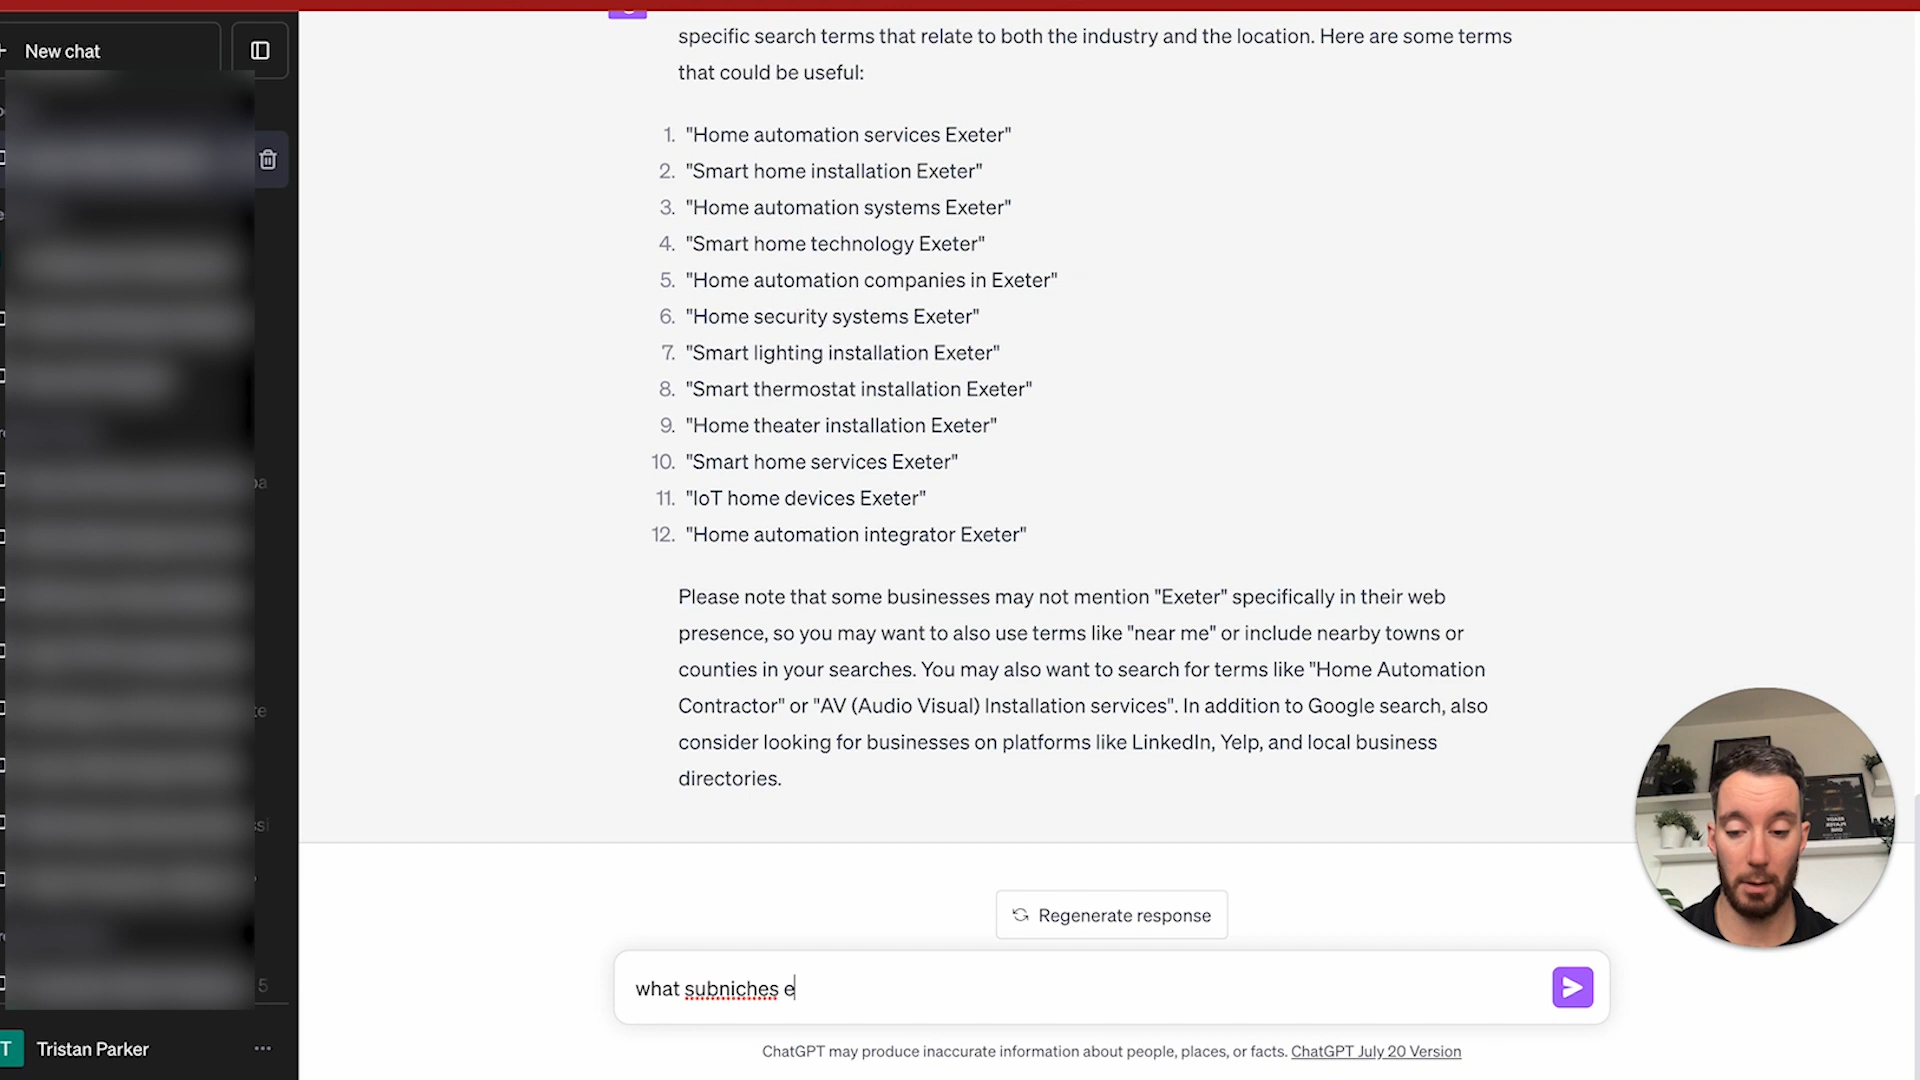 New chat
specific search terms that relate to both the industry and the location. Here are some terms
that could be useful:
1. "Home automation services Exeter"
2. "Smart home installation Exeter"
3. "Home automation systems Exeter"
4. "Smart home technology Exeter"
5. "Home automation companies in Exeter"
6. "Home security systems Exeter"
7. "Smart lighting installation Exeter"
8. "Smart thermostat installation Exeter"
9. "Home theater installation Exeter"
10. "Smart home services Exeter"
11. "IoT home devices Exeter"
12. "Home automation integrator Exeter"
Please note that some businesses may not mention "Exeter" specifically in their web
presence, so you may want to also use terms like "near me" or include nearby towns or
counties in your searches. You may also want to search for terms like "Home Automation
Contractor" or "AV (Audio Visual) Installation services". In addition to Google search, also
consider looking for businesses on platforms like LinkedIn, Yelp, and local business
directories.
Regenerate response
what subniches e
ChatGPT may produce inaccurate information about people, places, or facts. ChatGPT July 20 Version
T Tristan Parker